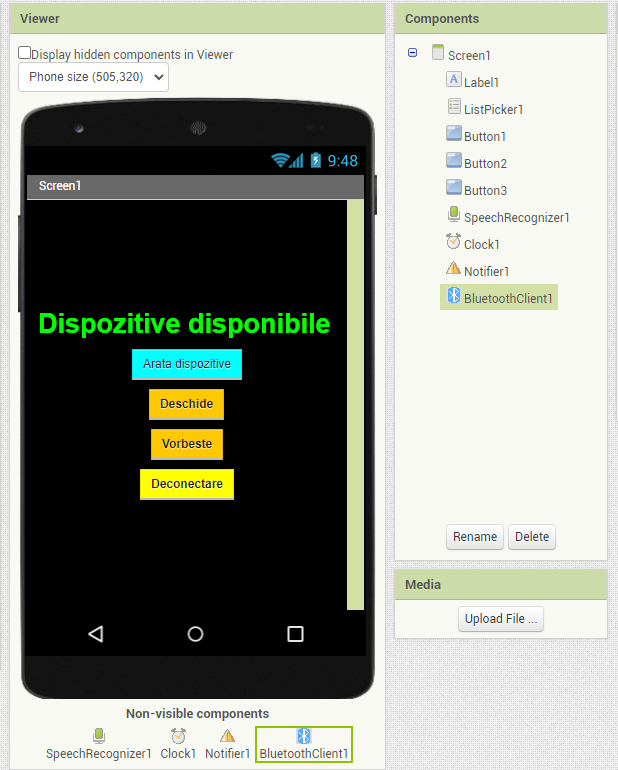 Viewer
Display hidden components in Viewer
Phone size (505,320)
9:48
Screen1
Dispozitive disponibile
Arata dispozitive
Deschide
Vorbeste
Deconectare
Non-visible components
SpeechRecognizer1 Clock1 Notifier1 BluetoothClient1
Components
Screen1
A Label1
ListPicker1
Button1
Button2
Button3
SpeechRecognizer1
Clock1
Notifier1
BluetoothClient1
Rename Delete
Media
Upload File ...